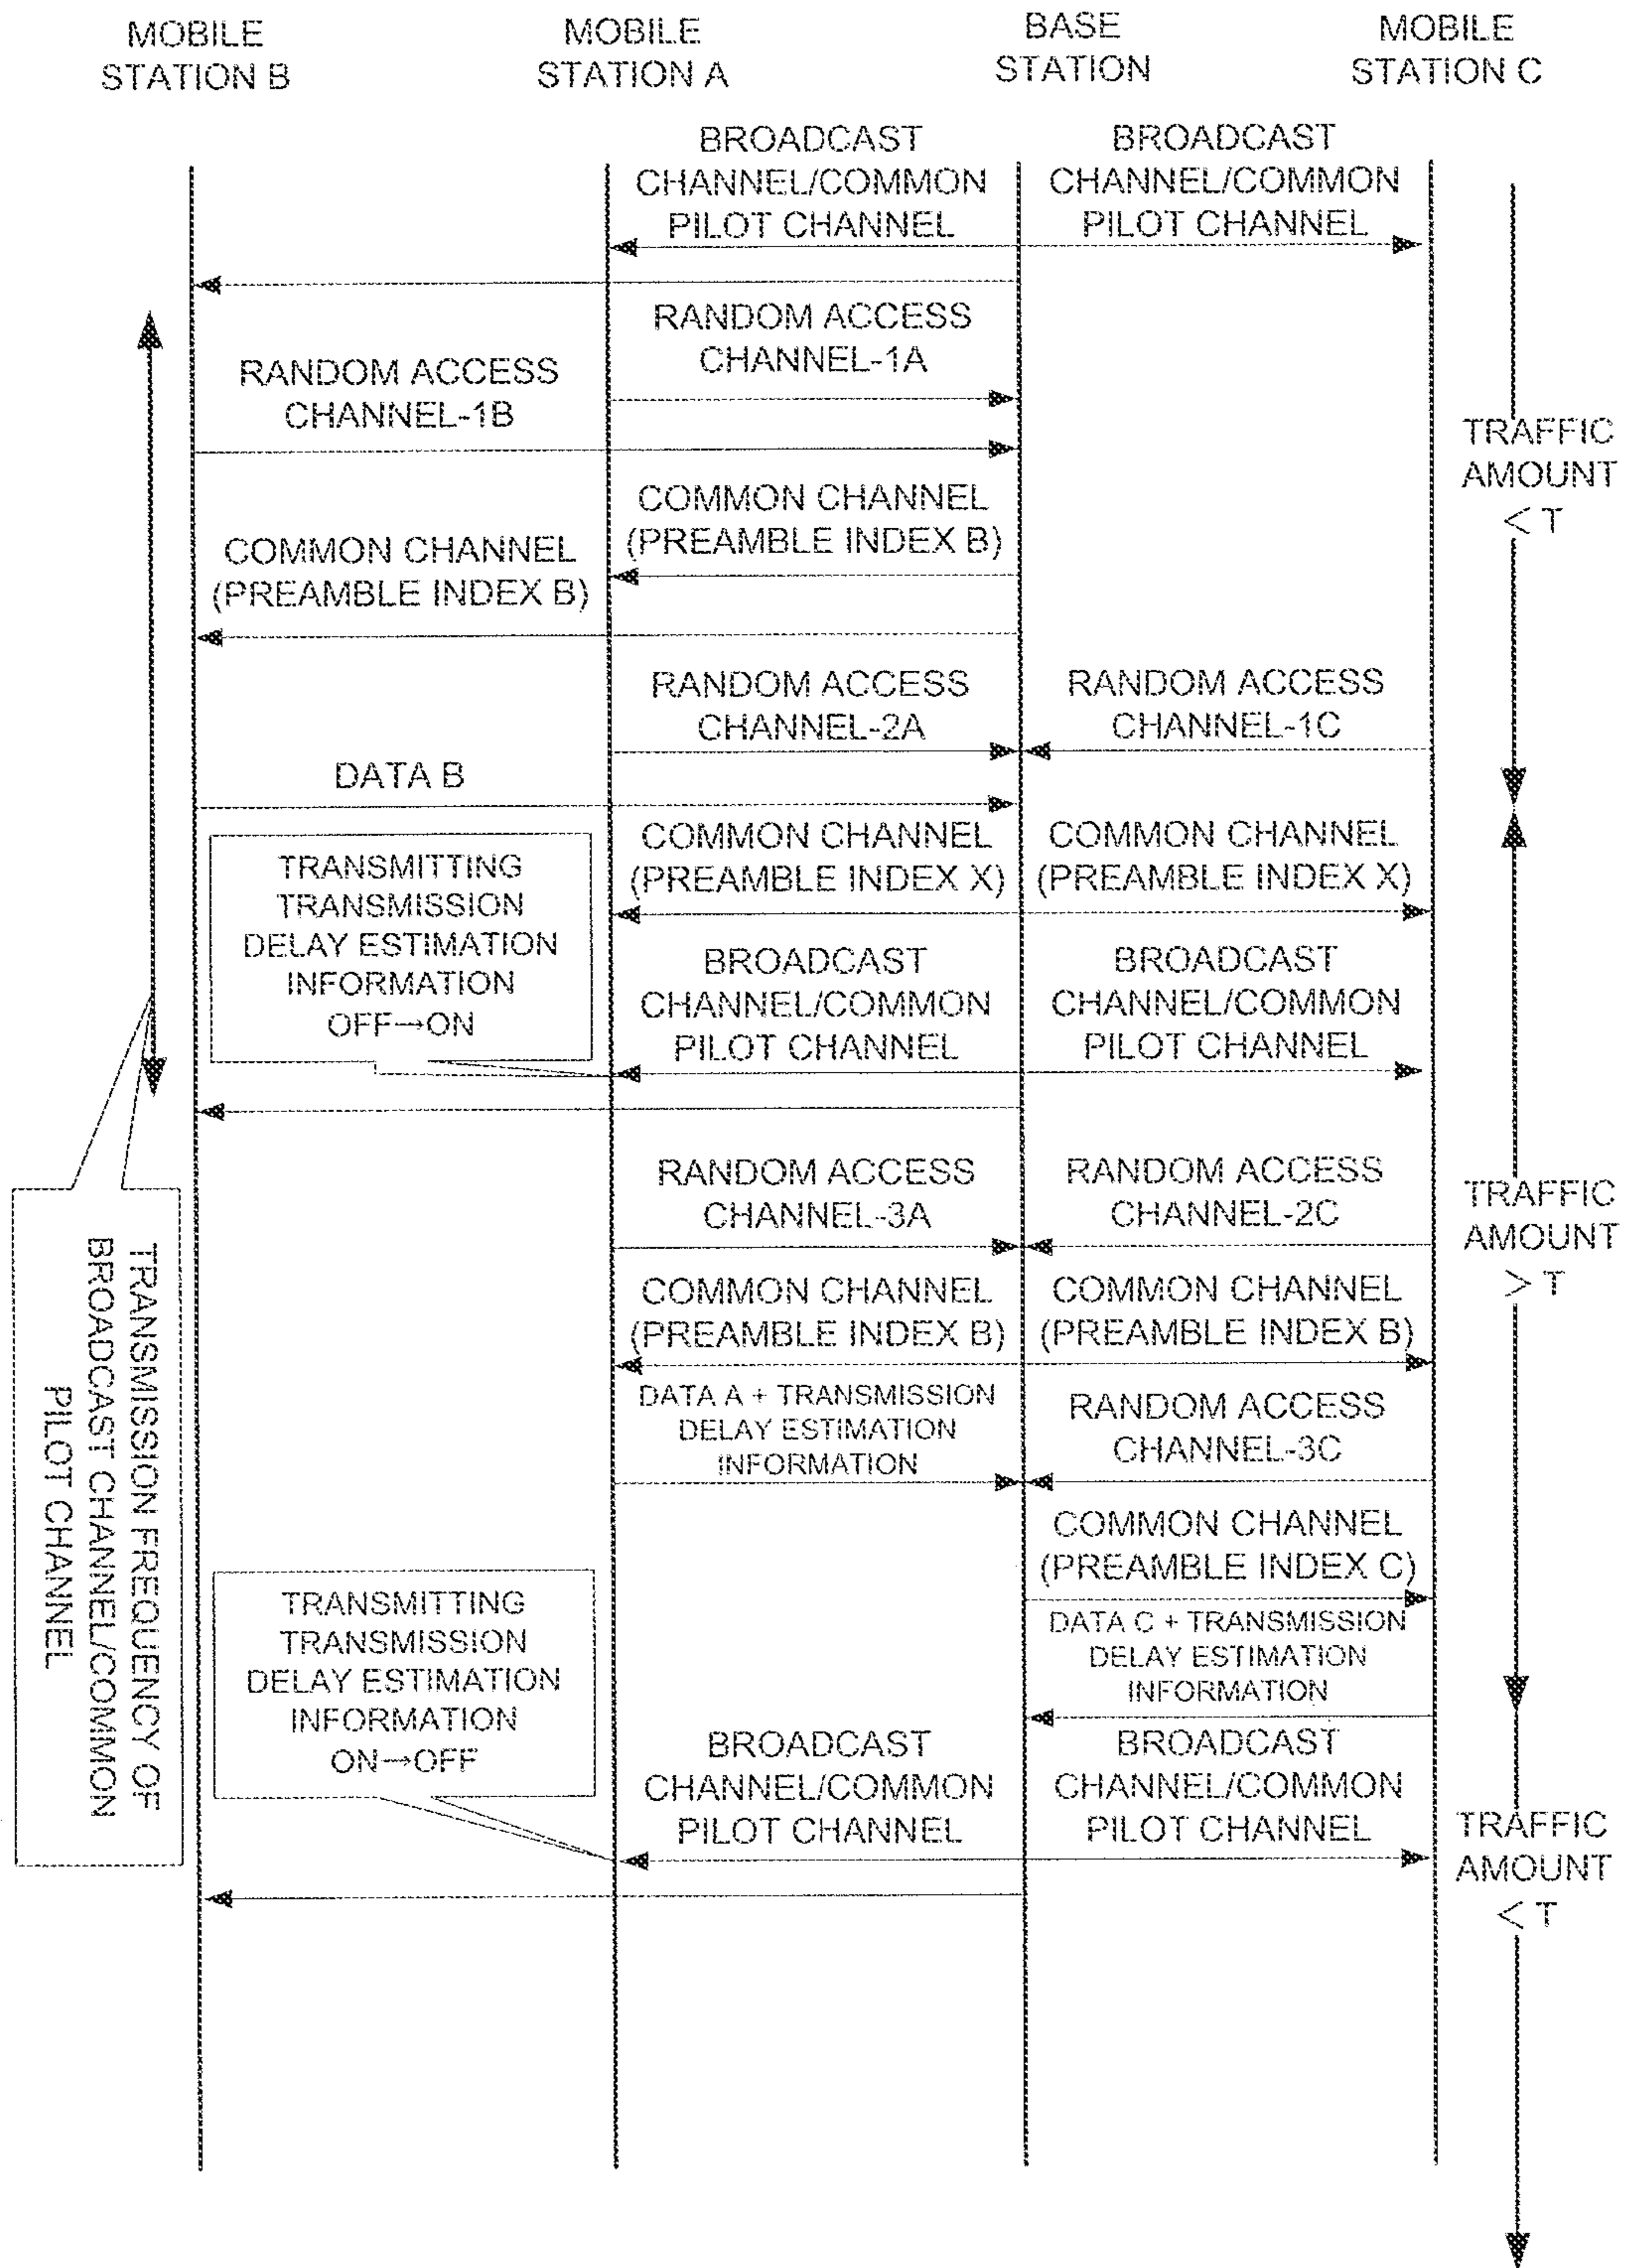 MOBILE
STATION B
MOBILE
STATION A
BASE
STATION
MOBILE
STATION C
BROADCAST
CHANNEL/COMMON
PILOT CHANNEL
BROADCAST
CHANNEL/COMMON
PILOT CHANNEL
RANDOM ACCESS
CHANNEL-1A
RANDOM ACCESS
CHANNEL-1B
TRAFFIC
AMOUNT
< T
COMMON CHANNEL
(PREAMBLE INDEX B)
COMMON CHANNEL
(PREAMBLE INDEX B)
RANDOM ACCESS
CHANNEL-2A
RANDOM ACCESS
CHANNEL-1C
DATA B
COMMON CHANNEL
(PREAMBLE INDEX X)
COMMON CHANNEL
(PREAMBLE INDEX X)
TRANSMITTING
TRANSMISSION
DELAY ESTIMATION
INFORMATION
OFF→ON
BROADCAST
CHANNEL/COMMON
PILOT CHANNEL
BROADCAST
CHANNEL/COMMON
PILOT CHANNEL
RANDOM ACCESS
CHANNEL-3A
RANDOM ACCESS
CHANNEL-2C
TRAFFIC
AMOUNT
> T
TRANSMISSION FREQUENCY OF
BROADCAST CHANNEL/COMMON
PILOT CHANNEL
COMMON CHANNEL
(PREAMBLE INDEX B)
COMMON CHANNEL
(PREAMBLE INDEX B)
DATA A + TRANSMISSION
DELAY ESTIMATION
INFORMATION
RANDOM ACCESS
CHANNEL-3C
COMMON CHANNEL
(PREAMBLE INDEX C)
DATA C + TRANSMISSION
DELAY ESTIMATION
INFORMATION
TRANSMITTING
TRANSMISSION
DELAY ESTIMATION
INFORMATION
ON→OFF
BROADCAST
CHANNEL/COMMON
PILOT CHANNEL
BROADCAST
CHANNEL/COMMON
PILOT CHANNEL
TRAFFIC
AMOUNT
< T